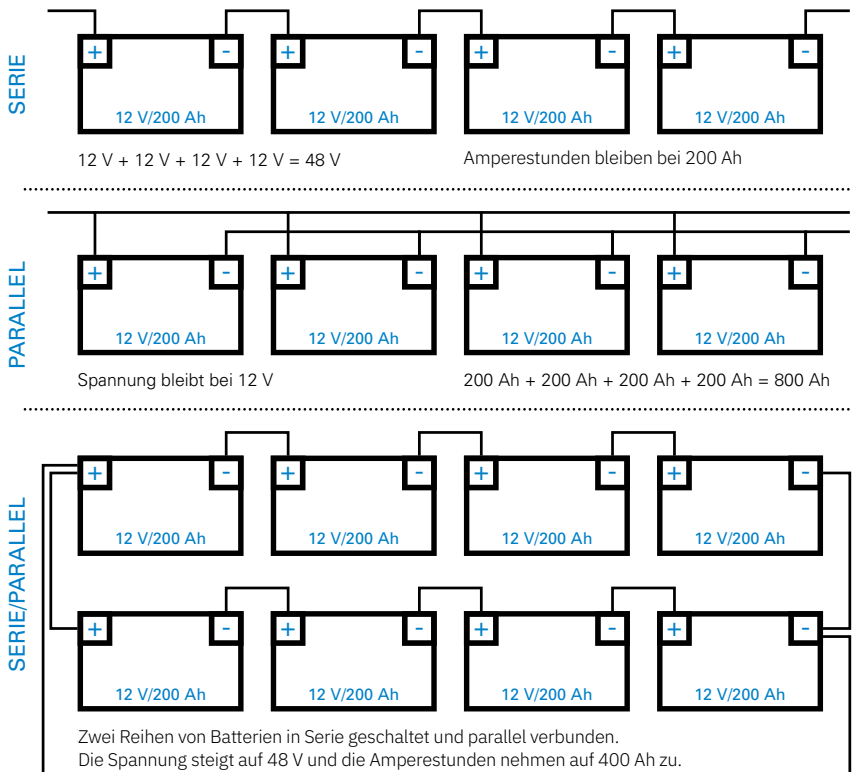 SERIE
+ - + - + - + -
12 V/200 Ah 12 V/200 Ah 12 V/200 Ah 12 V/200 Ah
12 V + 12 V + 12 V + 12 V = 48 V Amperestunden bleiben bei 200 Ah
PARALLEL
+ - + - + - + -
12 V/200 Ah 12 V/200 Ah 12 V/200 Ah 12 V/200 Ah
Spannung bleibt bei 12 V 200 Ah + 200 Ah + 200 Ah + 200 Ah = 800 Ah
SERIE/PARALLEL
+ - + - + - + -
12 V/200 Ah 12 V/200 Ah 12 V/200 Ah 12 V/200 Ah
+ - + - + - + -
12 V/200 Ah 12 V/200 Ah 12 V/200 Ah 12 V/200 Ah
Zwei Reihen von Batterien in Serie geschaltet und parallel verbunden.
Die Spannung steigt auf 48 V und die Amperestunden nehmen auf 400 Ah zu.